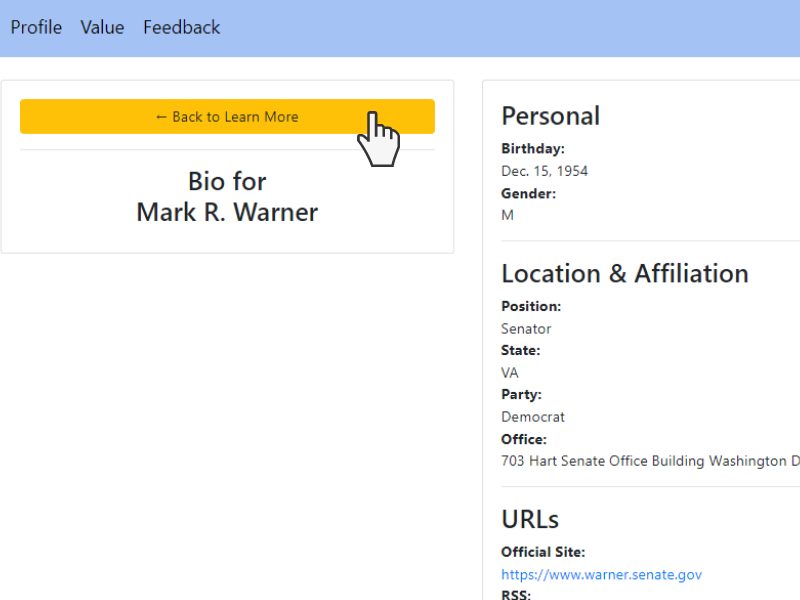 Profile Value Feedback
← Back to Learn More
Bio for
Mark R. Warner
Personal
Birthday:
Dec. 15, 1954
Gender:
M
Location & Affiliation
Position:
Senator
State:
VA
Party:
Democrat
Office:
703 Hart Senate Office Building Washington D
URLs
Official Site:
https://www.warner.senate.gov
RSS: